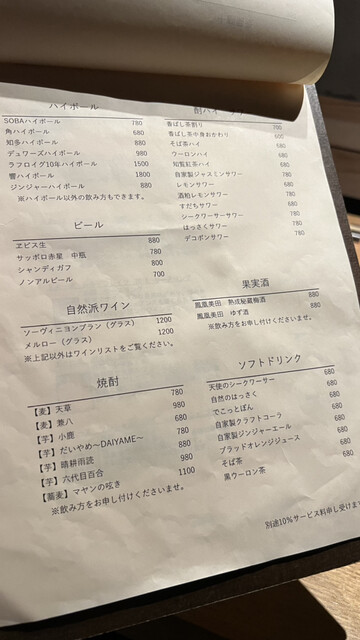 ハイボール
SOBAハイボール 780
角ハイボール 680
知多ハイボール 880
デュワーズハイボール 980
ラフロイグ10年ハイボール 1500
響ハイボール 1800
ジンジャーハイボール 880
※ハイボール以外の飲み方もできます。
ビール
ヱビス生 880
サッポロ赤星 中瓶 780
シャンディガフ 800
ノンアルビール 700
自然派ワイン
ソーヴィニヨンブラン（グラス） 1200
メルロー（グラス） 1200
※上記以外はワインリストをご覧ください。
焼酎
【麦】天草 780
【麦】兼八 980
【芋】小鹿 680
【芋】だいやめ〜DAIYAME〜 780
【芋】晴耕雨読 880
【芋】六代目百合 980
【蕎麦】マヤンの呟き 1100
※飲み方をお申し付けくださいませ。
香ばし茶割り 700
香ばし茶中身おかわり 600
そば茶ハイ 680
ウーロンハイ 680
知覧紅茶ハイ 680
自家製ジャスミンサワー 780
レモンサワー 680
酒粕レモンサワー 780
すだちサワー 680
シークワーサーサワー 780
はっさくサワー 780
デコポンサワー 780
果実酒
鳳凰美田 熟成秘蔵梅酒 880
鳳凰美田 ゆず酒 880
※飲み方をお申し付けくださいませ。
ソフトドリンク
天使のシークワーサー 680
自然のはっさく 680
でこっとぽん 680
自家製クラフトコーラ 680
自家製ジンジャーエール 680
ブラッドオレンジジュース 680
そば茶 580
黒ウーロン茶 580
別途10%サービス料申し受けま